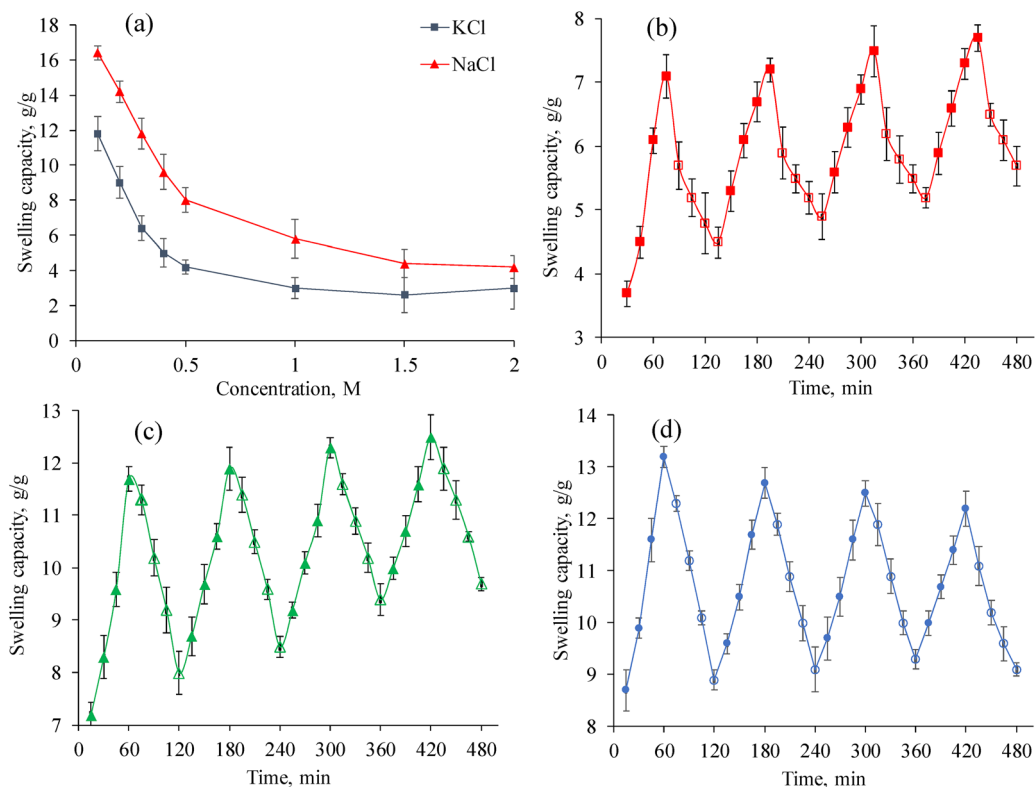 (a)
KCl
NaCl
Swelling capacity, g/g
18
16
14
12
10
8
6
4
2
0
0 0.5 1 1.5 2
Concentration, M
(b)
Swelling capacity, g/g
8
7
6
5
4
3
0 60 120 180 240 300 360 420 480
Time, min
(c)
Swelling capacity, g/g
13
12
11
10
9
8
7
0 60 120 180 240 300 360 420 480
Time, min
(d)
Swelling capacity, g/g
14
13
12
11
10
9
8
0 60 120 180 240 300 360 420 480
Time, min